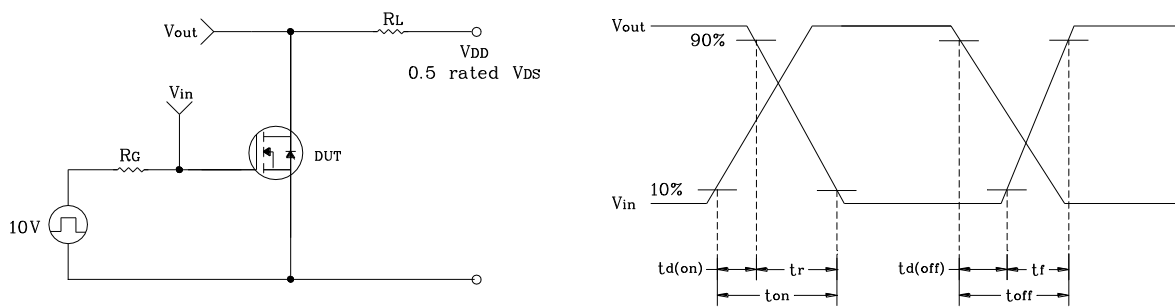 Vout
RL
VDD
0.5 rated VDS
Vin
RG
DUT
10V
Vout
90%
10%
Vin
td(on)
tr
td(off)
tf
ton
toff